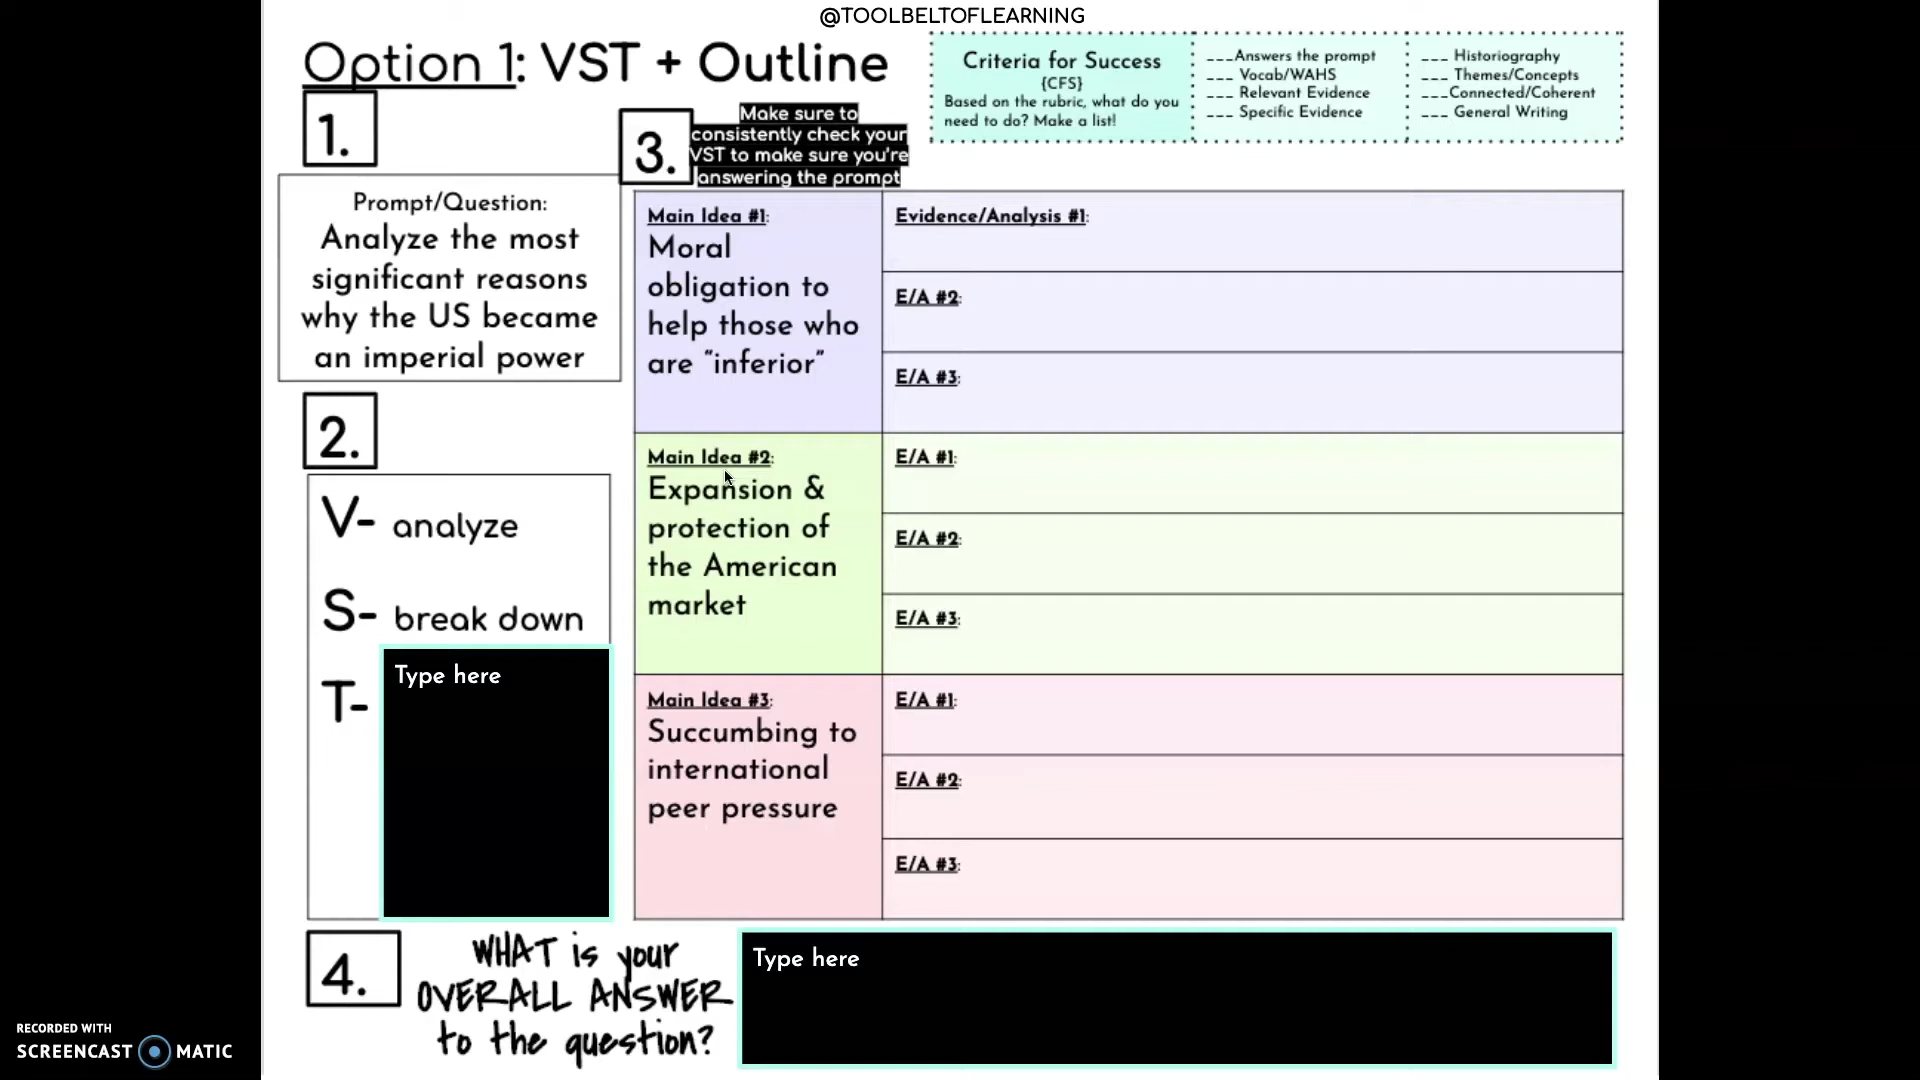 @TOOLBELTOFLEARNING
Option 1: VST + Outline
Criteria for Success
{CFS}
Based on the rubric, what do you
need to do? Make a list!
___Answers the prompt
___ Vocab/WAHS
___ Relevant Evidence
___ Specific Evidence
___ Historiography
___ Themes/Concepts
___Connected/Coherent
___ General Writing
1.
Prompt/Question:
Analyze the most
significant reasons
why the US became
an imperial power
2.
V- analyze
S- break down
T-
Type here
3.
Make sure to
consistently check your
VST to make sure you're
answering the prompt
Main Idea #1:
Moral
obligation to
help those who
are “inferior”
Evidence/Analysis #1:
E/A #2:
E/A #3:
Main Idea #2:
Expansion &
protection of
the American
market
E/A #1:
E/A #2:
E/A #3:
Main Idea #3:
Succumbing to
international
peer pressure
E/A #1:
E/A #2:
E/A #3:
4.
WHAT is your
OVERALL ANSWER
to the question?
Type here
RECORDED WITH
SCREENCAST MATIC